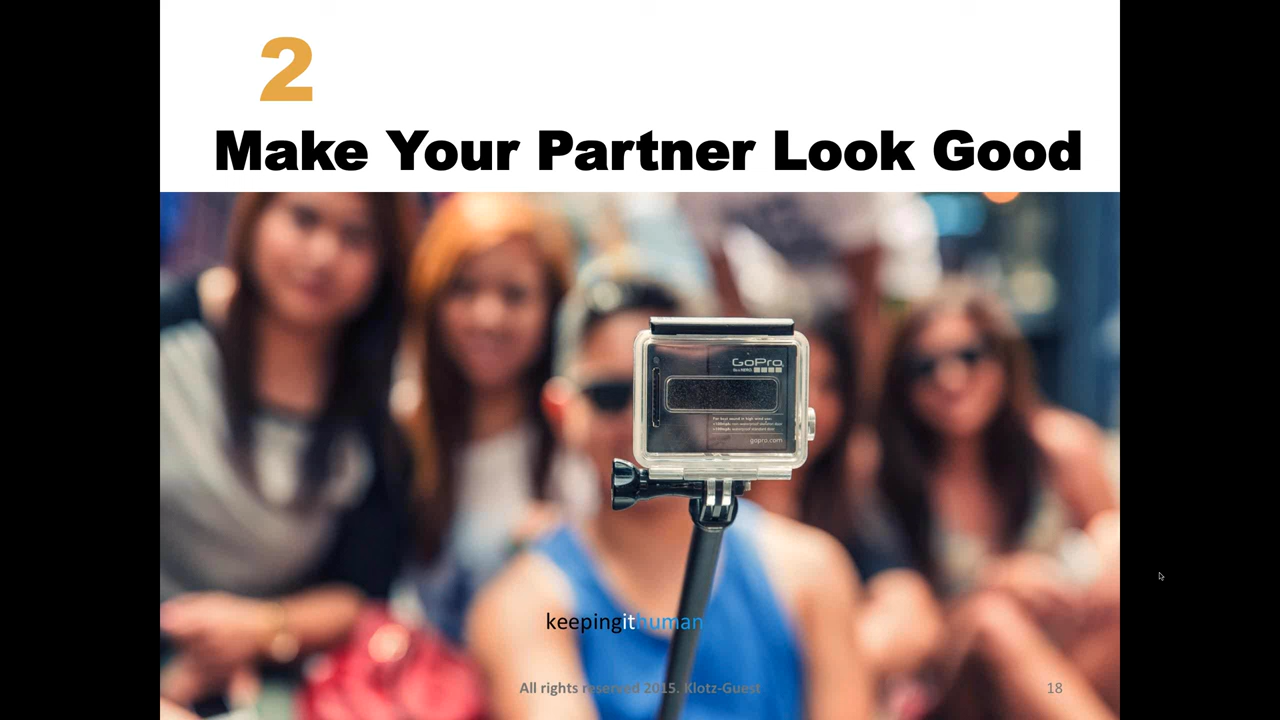 2
Make Your Partner Look Good
GoPro
gopro.com
keepingithuman
All rights reserved 2015. Klotz-Guest
18